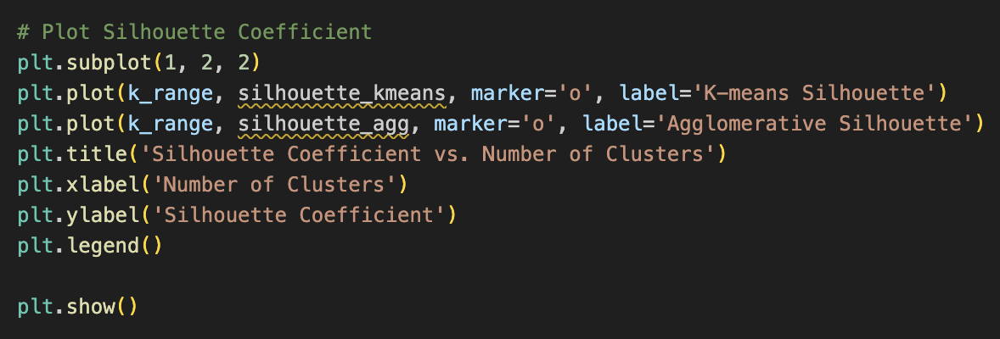 # Plot Silhouette Coefficient
plt.subplot(1, 2, 2)
plt.plot(k_range, silhouette_kmeans, marker='o', label='K-means Silhouette')
plt.plot(k_range, silhouette_agg, marker='o', label='Agglomerative Silhouette')
plt.title('Silhouette Coefficient vs. Number of Clusters')
plt.xlabel('Number of Clusters')
plt.ylabel('Silhouette Coefficient')
plt.legend()
plt.show()